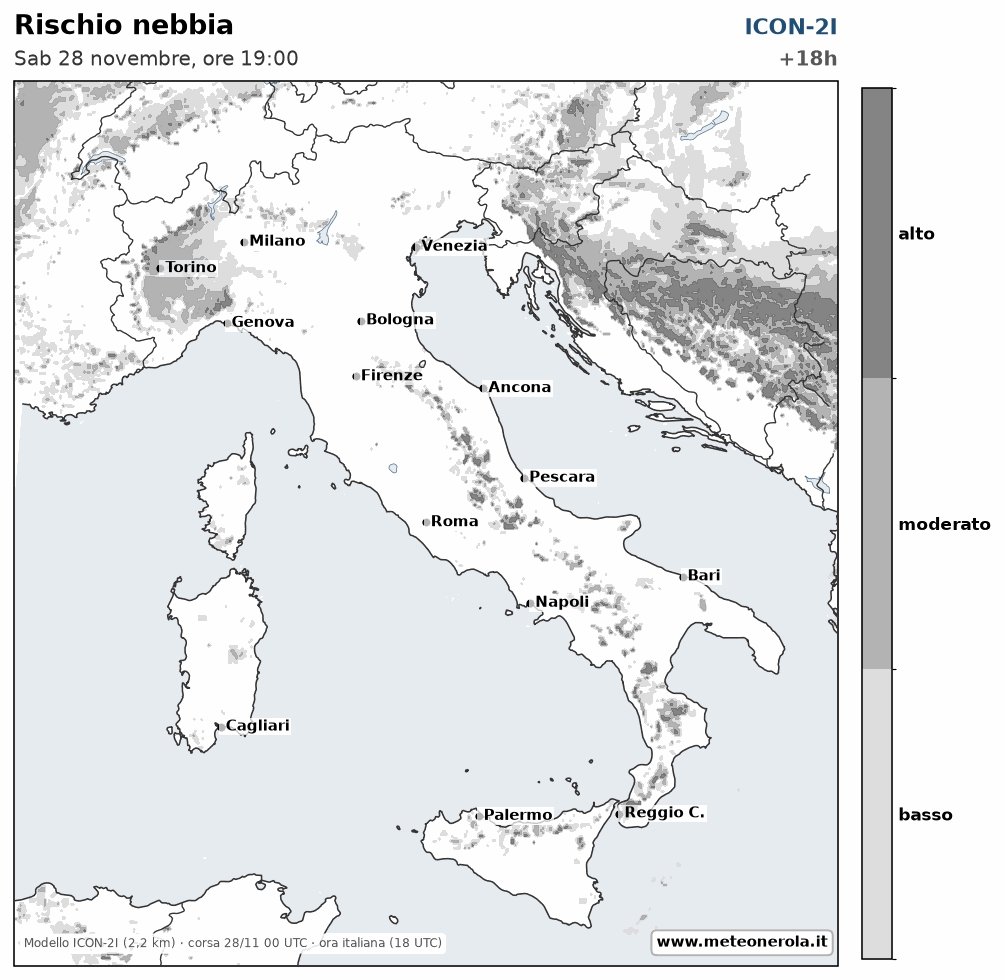 Rischio nebbia
ICON-2I
Sab 28 novembre, ore 19:00
+18h
alto
Milano
Venezia
Torino
Genova
Bologna
Firenze
Ancona
Pescara
Roma
moderato
Bari
Napoli
Cagliari
Palermo
Reggio C.
basso
Modello ICON-2I (2,2 km) · corsa 28/11 00 UTC · ora italiana (18 UTC)
www.meteonerola.it